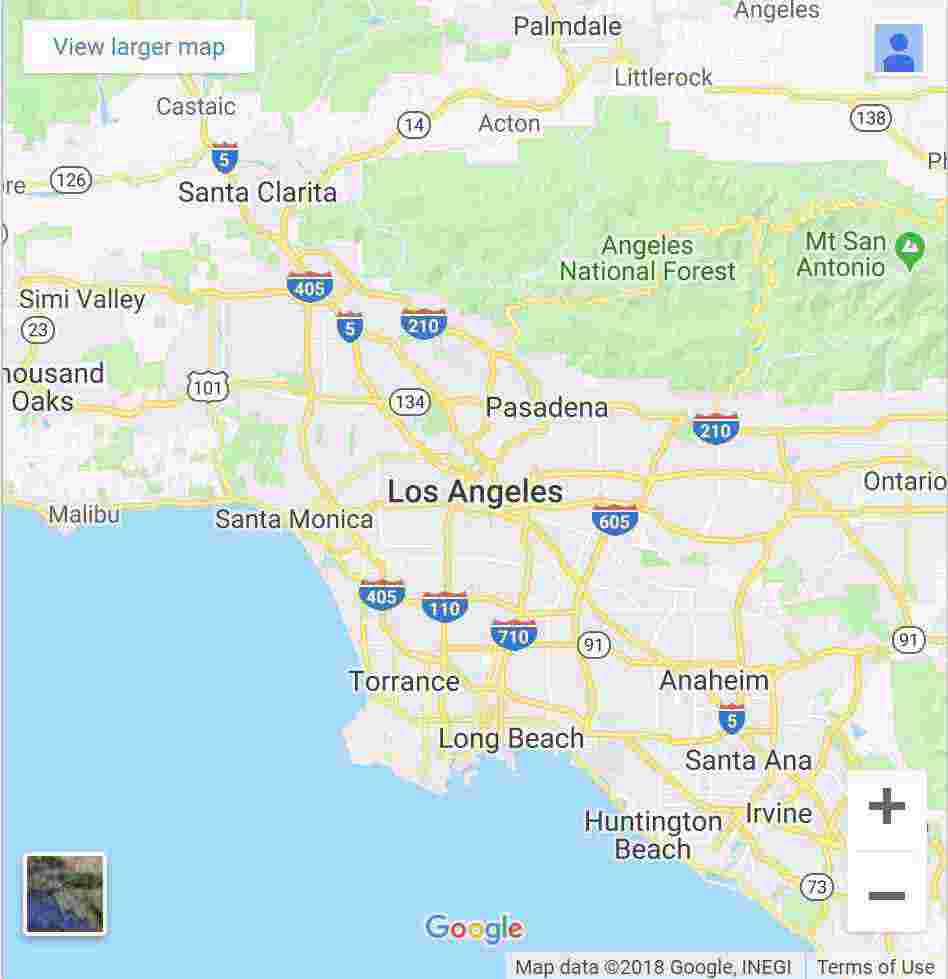 Angeles
Palmdale
View larger map
Littlerock
Castaic
14
Acton
138
5
126
Santa Clarita
Angeles
National Forest
Mt San
Antonio
405
Simi Valley
23
5
210
housand
Oaks
101
134
Pasadena
210
Los Angeles
Ontario
Malibu
Santa Monica
605
405
110
710
91
91
Torrance
Anaheim
5
Long Beach
Santa Ana
+
Huntington
Beach
Irvine
−
73
Google
Map data ©2018 Google, INEGI
Terms of Use